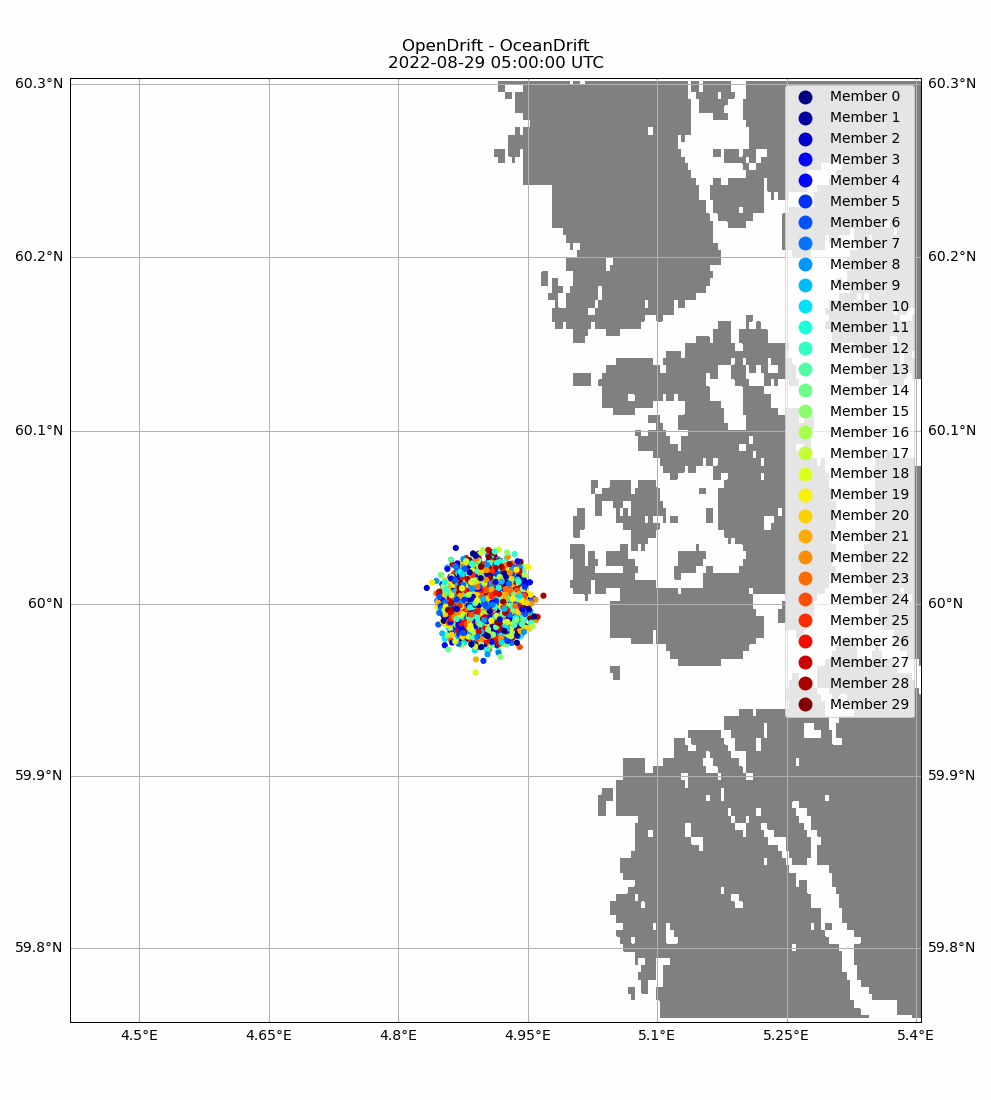 OpenDrift - OceanDrift
2022-08-29 05:00:00 UTC
60.3°N
60.3°N
Member 0
Member 1
Member 2
Member 3
Member 4
Member 5
Member 6
Member 7
Member 8
Member 9
Member 10
Member 11
Member 12
Member 13
Member 14
Member 15
Member 16
Member 17
Member 18
Member 19
Member 20
Member 21
Member 22
Member 23
Member 24
Member 25
Member 26
Member 27
Member 28
Member 29
60.2°N
60.2°N
60.1°N
60.1°N
60°N
60°N
59.9°N
59.9°N
59.8°N
59.8°N
4.5°E
4.65°E
4.8°E
4.95°E
5.1°E
5.25°E
5.4°E